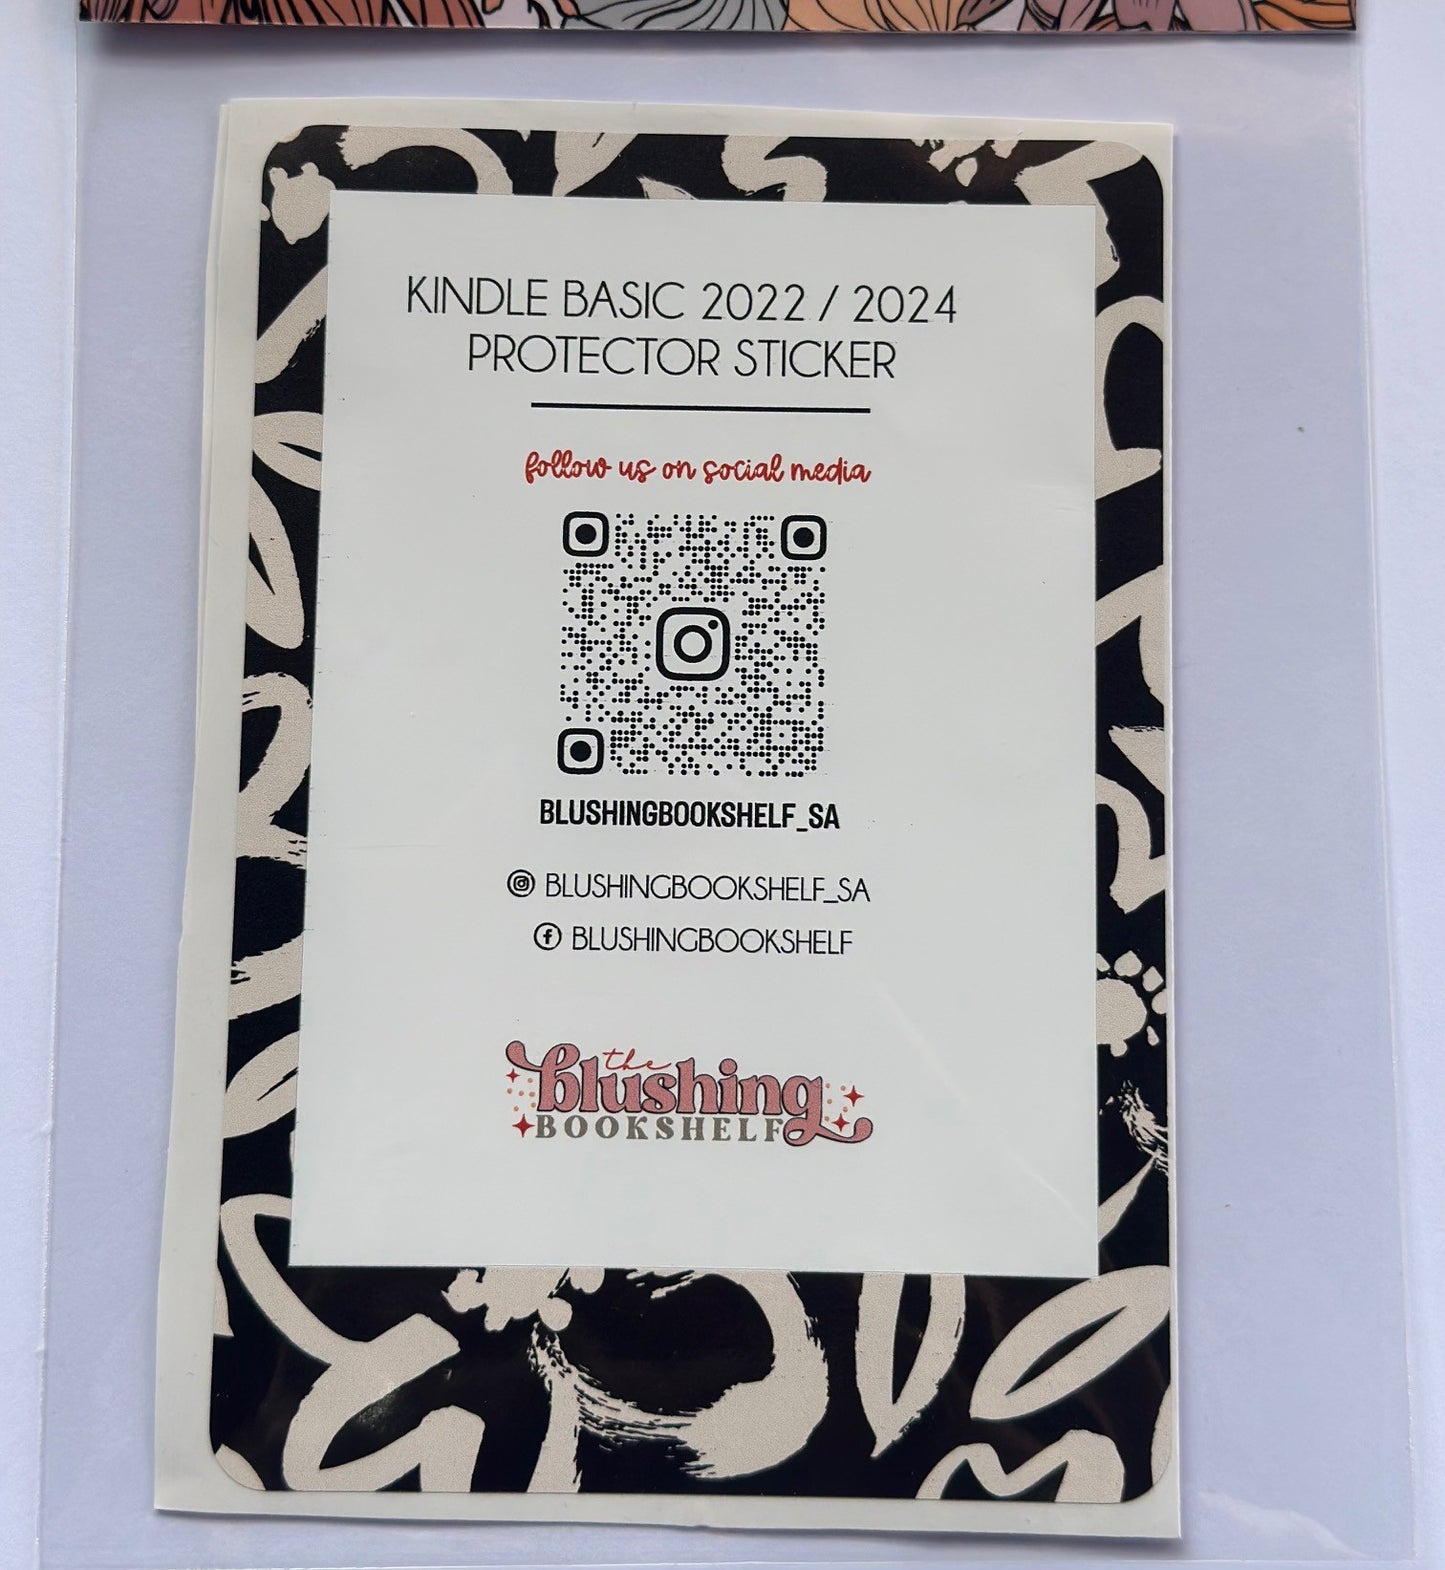 KINDLE BASIC 2022 / 2024
PROTECTOR STICKER
follow us on social media
BLUSHINGBOOKSHELF_SA
BLUSHINGBOOKSHELF_SA
BLUSHINGBOOKSHELF
the
blushing
BOOKSHELF